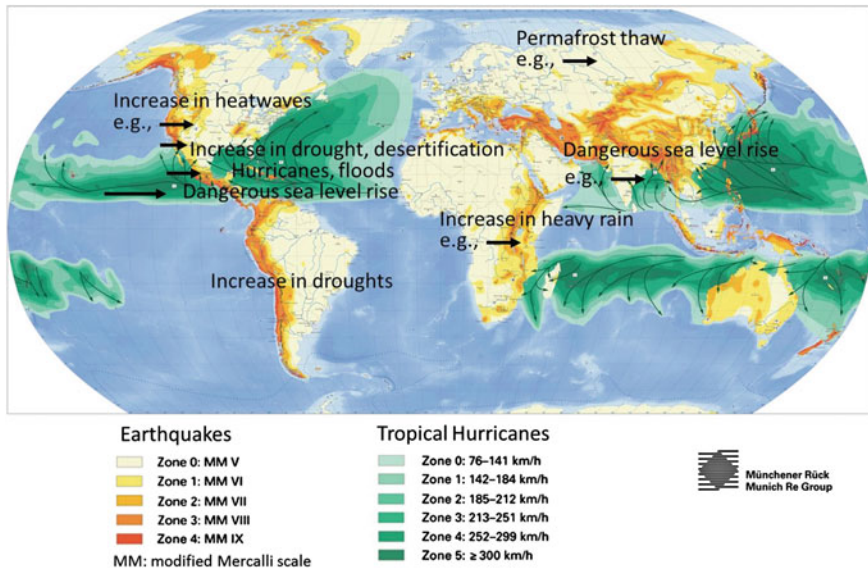 Permafrost thaw
e.g.,
Increase in heatwaves
e.g.,
Increase in drought, desertification
Hurricanes, floods
Dangerous sea level rise
Dangerous sea level rise
e.g.,
Increase in heavy rain
e.g.,
Increase in droughts
Earthquakes
Zone 0: MM V
Zone 1: MM VI
Zone 2: MM VII
Zone 3: MM VIII
Zone 4: MM IX
MM: modified Mercalli scale
Tropical Hurricanes
Zone 0: 76–141 km/h
Zone 1: 142–184 km/h
Zone 2: 185–212 km/h
Zone 3: 213–251 km/h
Zone 4: 252–299 km/h
Zone 5: ≥ 300 km/h
Münchener Rück
Munich Re Group